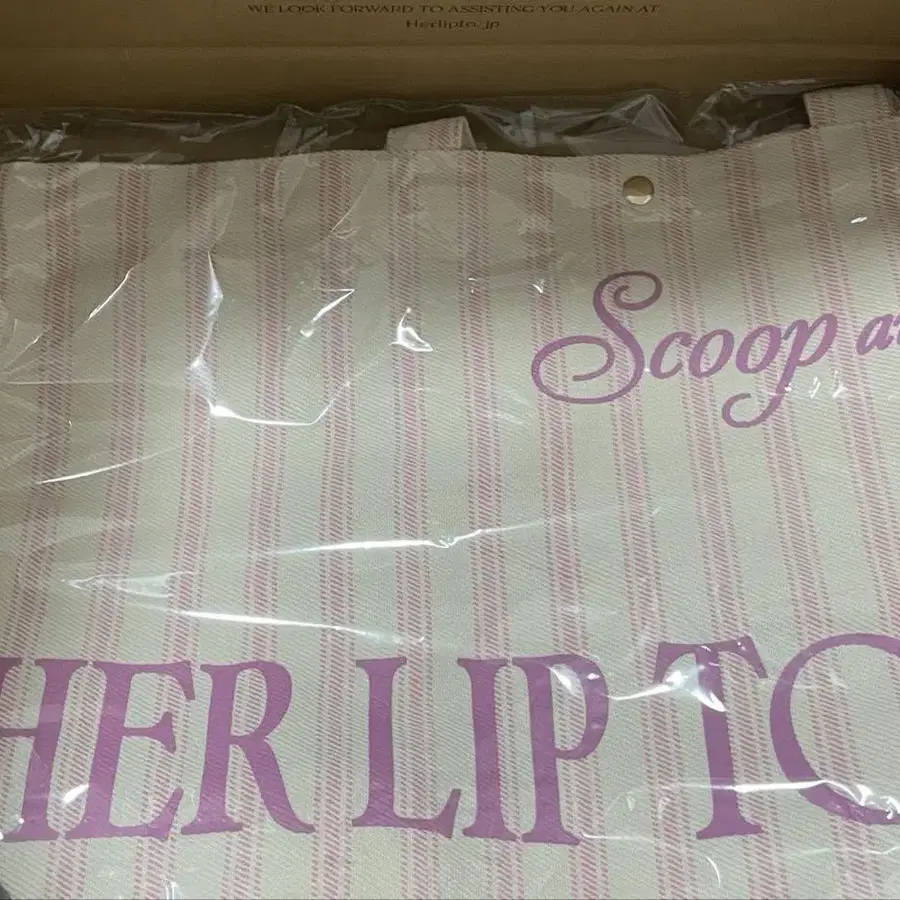 WE LOOK FORWARD TO ASSISTING YOU AGAIN AT
Herlipto.jp
Scoop a
HER LIP TO